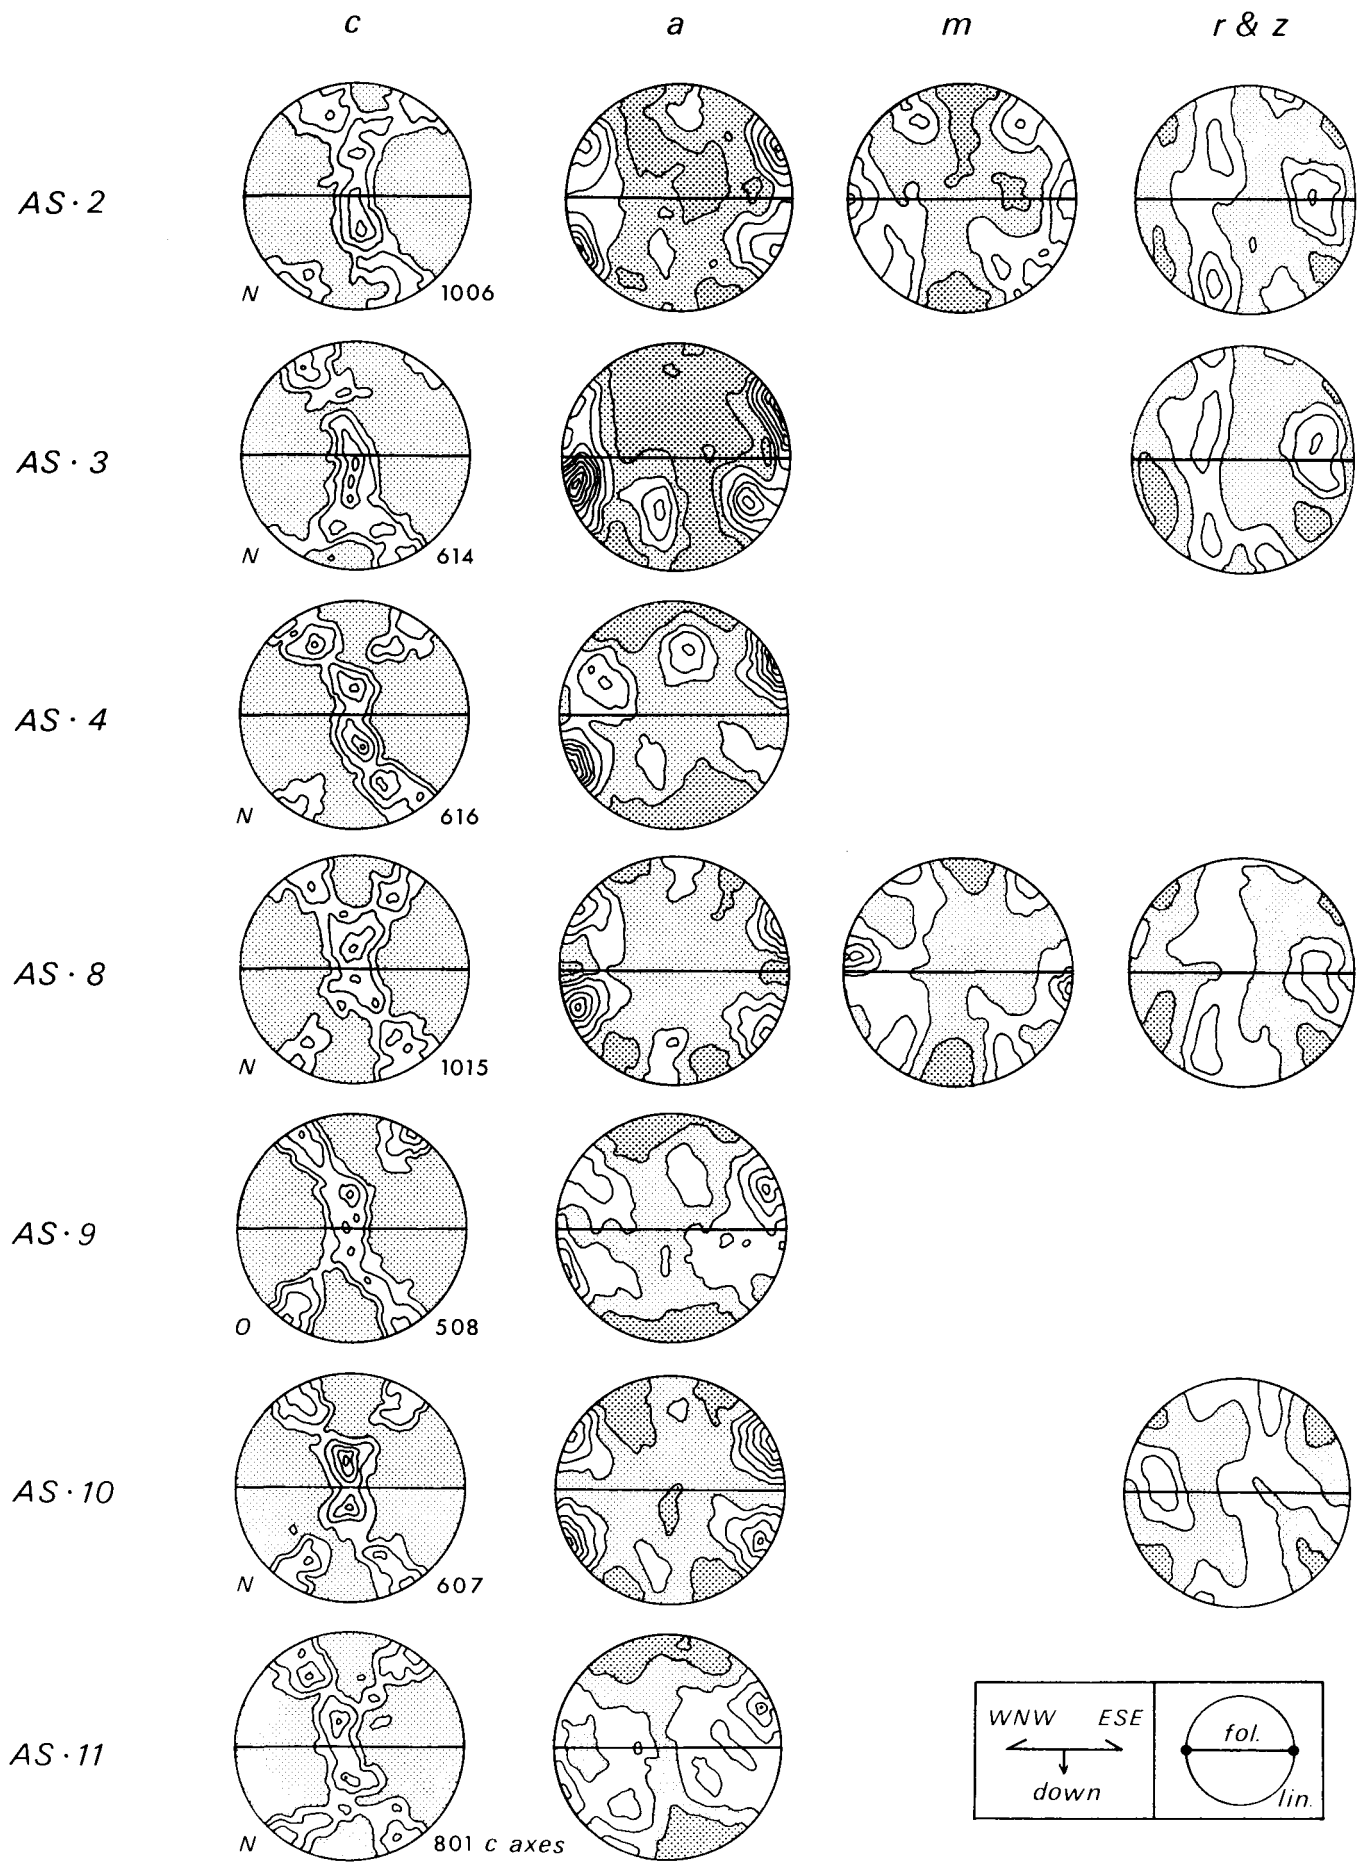 c a m r & z
AS·2
N 1006
AS·3
N 614
AS·4
N 616
AS·8
N 1015
AS·9
O 508
AS·10
N 607
AS·11
N 801 c axes
WNW ESE
down
fol.
lin.